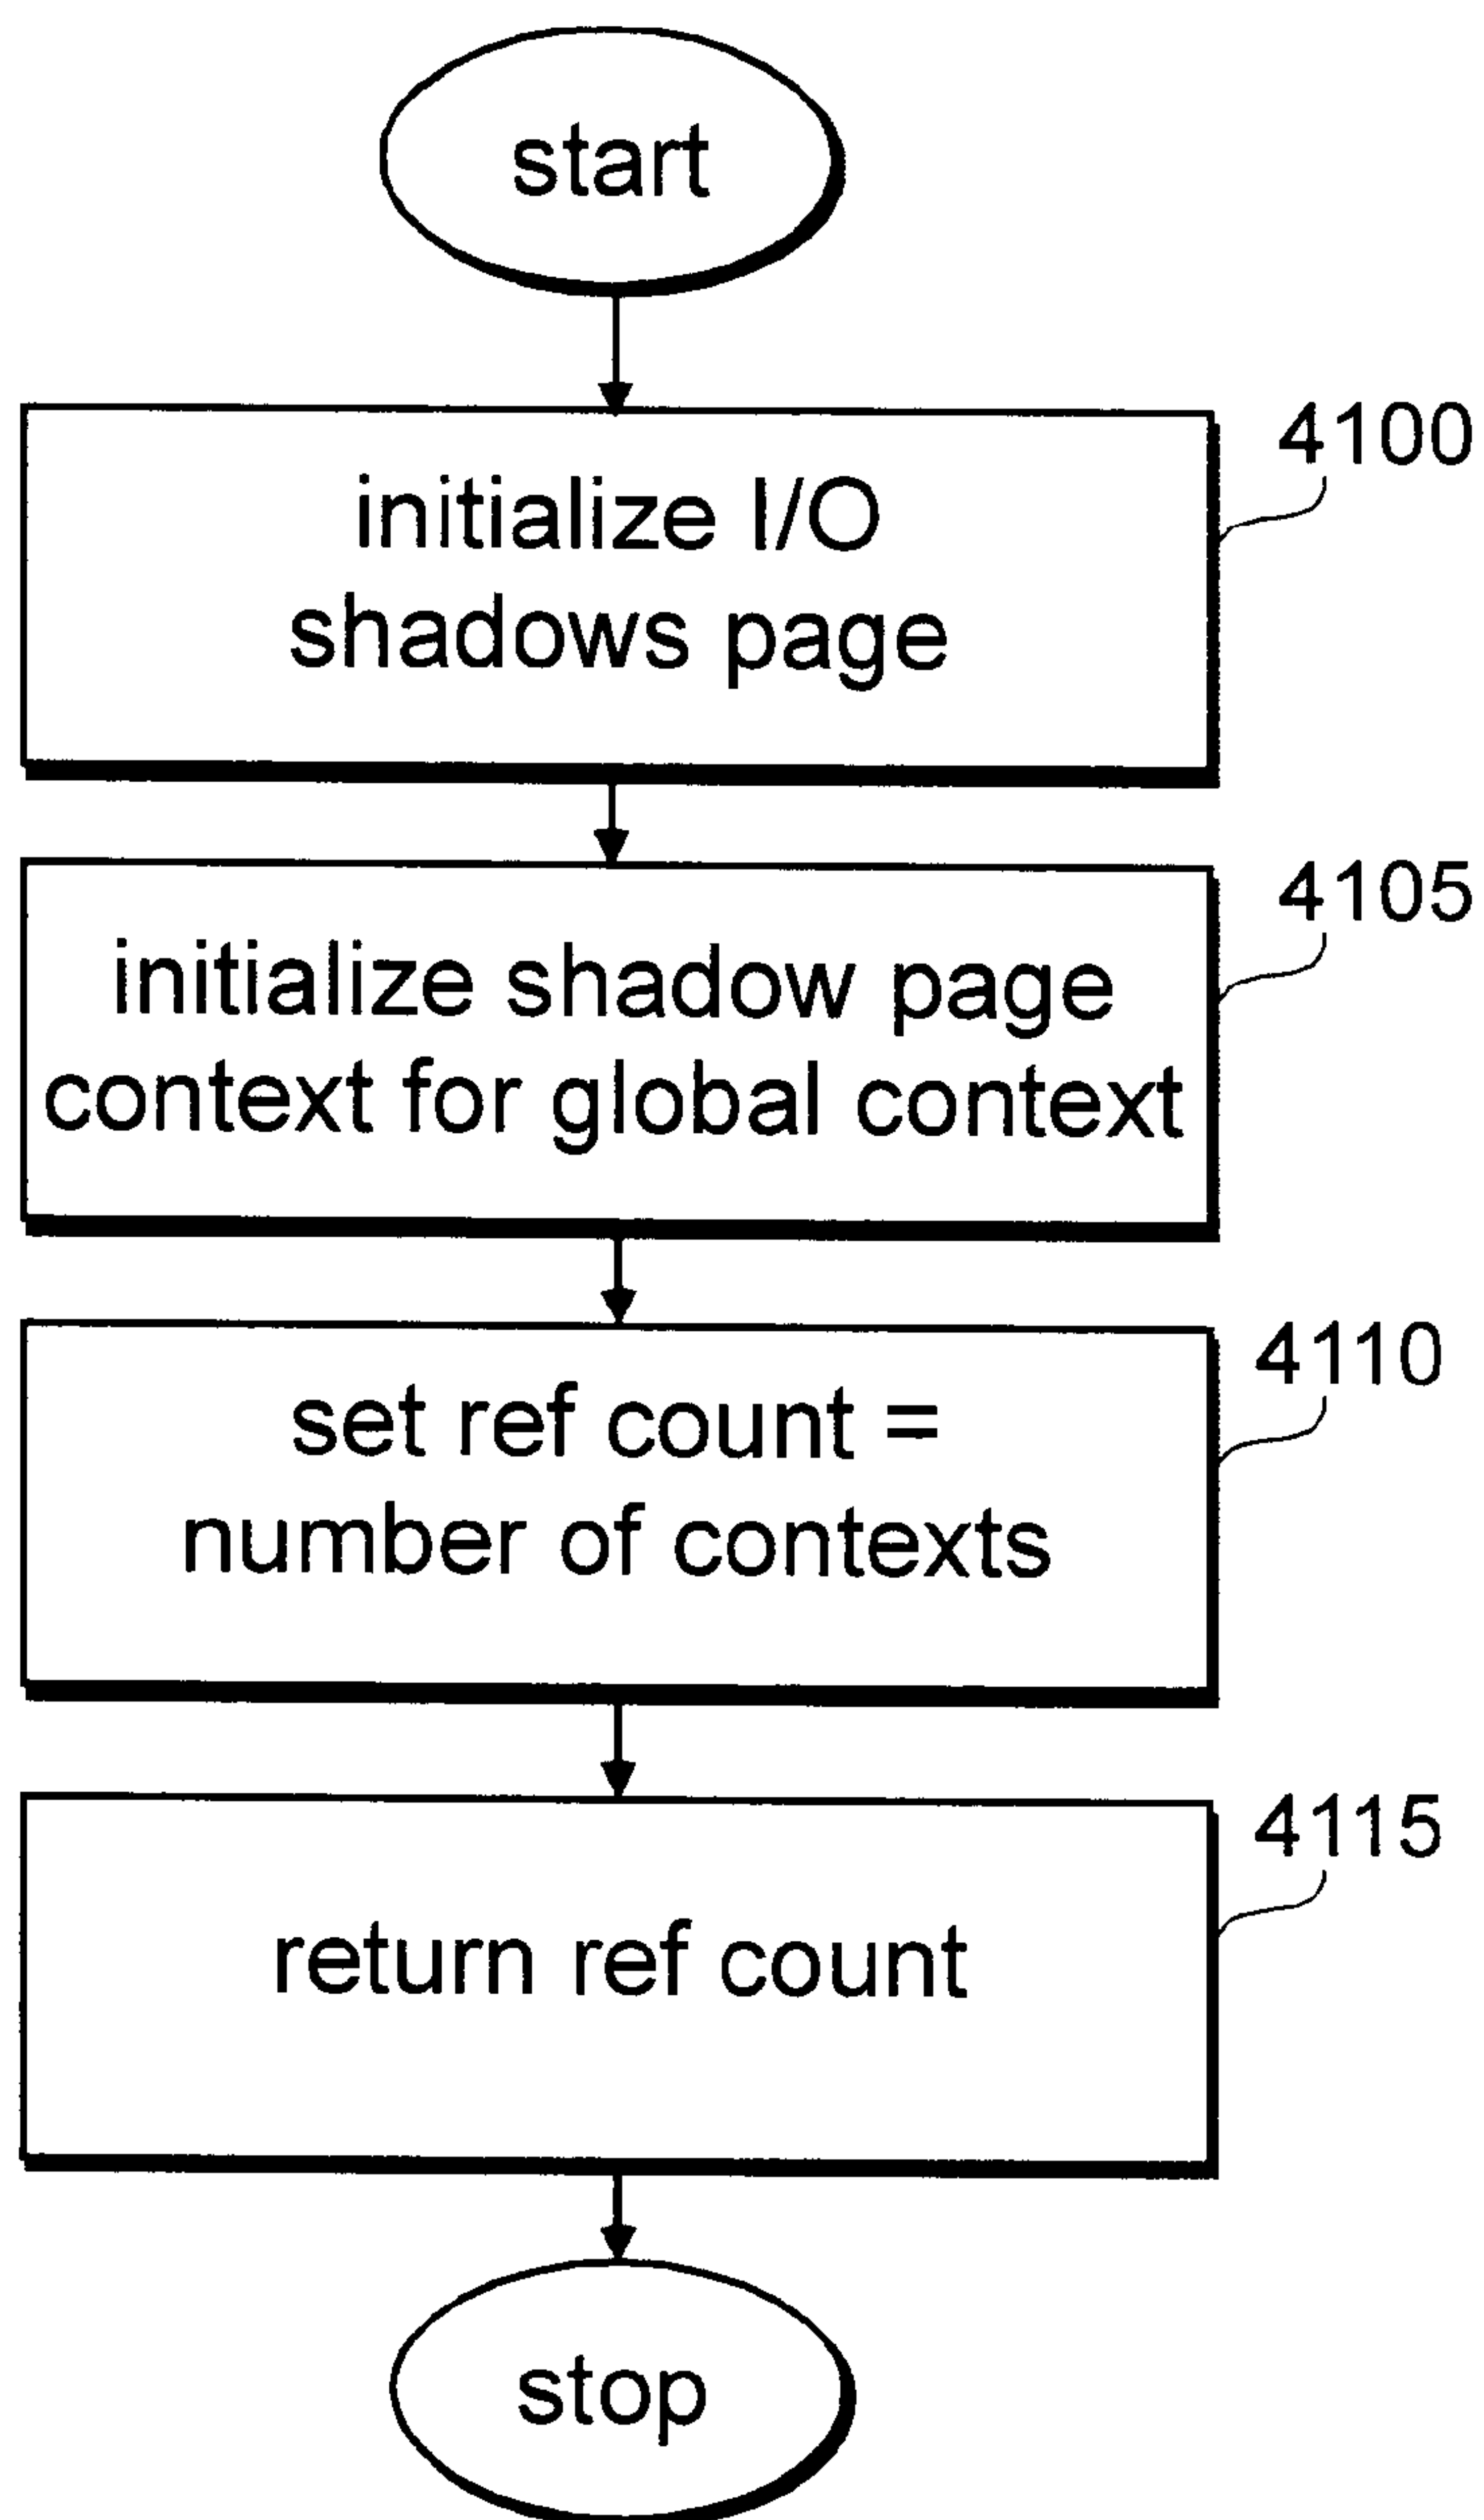 start
4100
initialize I/O
shadows page
4105
initialize shadow page
context for global context
4110
set ref count =
number of contexts
4115
return ref count
stop